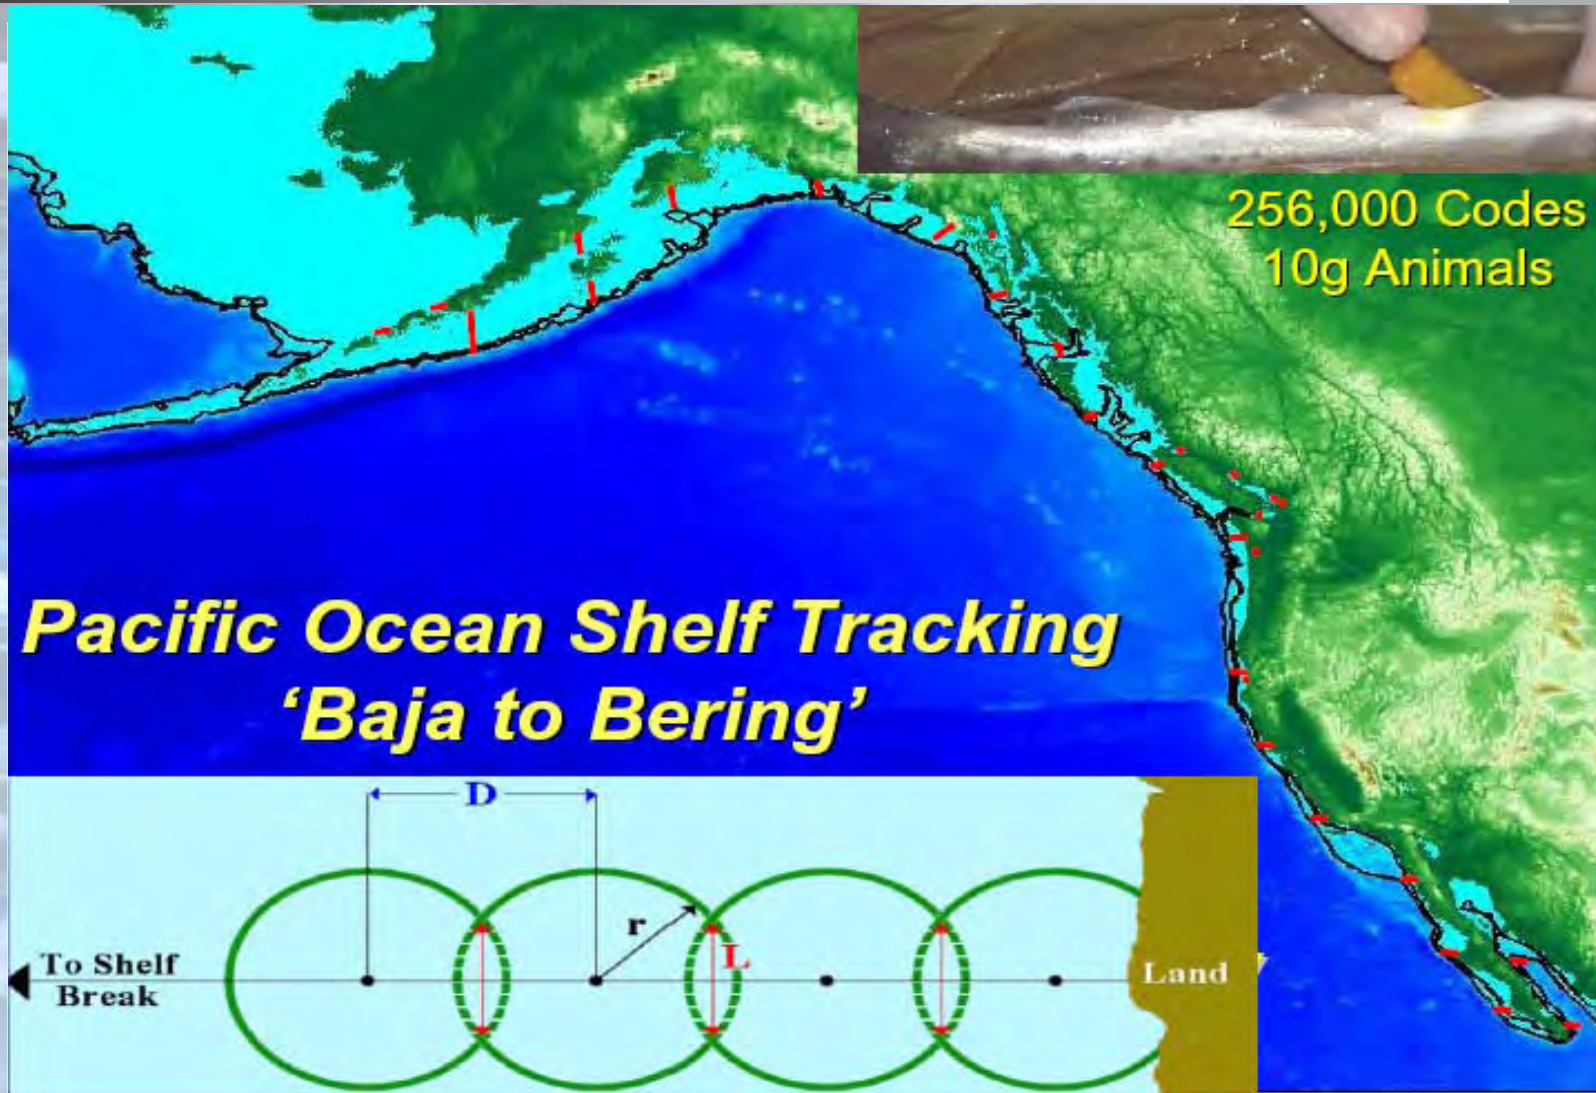 256,000 Codes
10g Animals
Pacific Ocean Shelf Tracking
‘Baja to Bering’
D
r
L
To Shelf
Break
Land